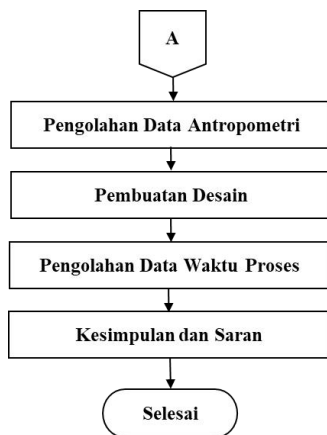 A
Pengolahan Data Antropometri
Pembuatan Desain
Pengolahan Data Waktu Proses
Kesimpulan dan Saran
Selesai